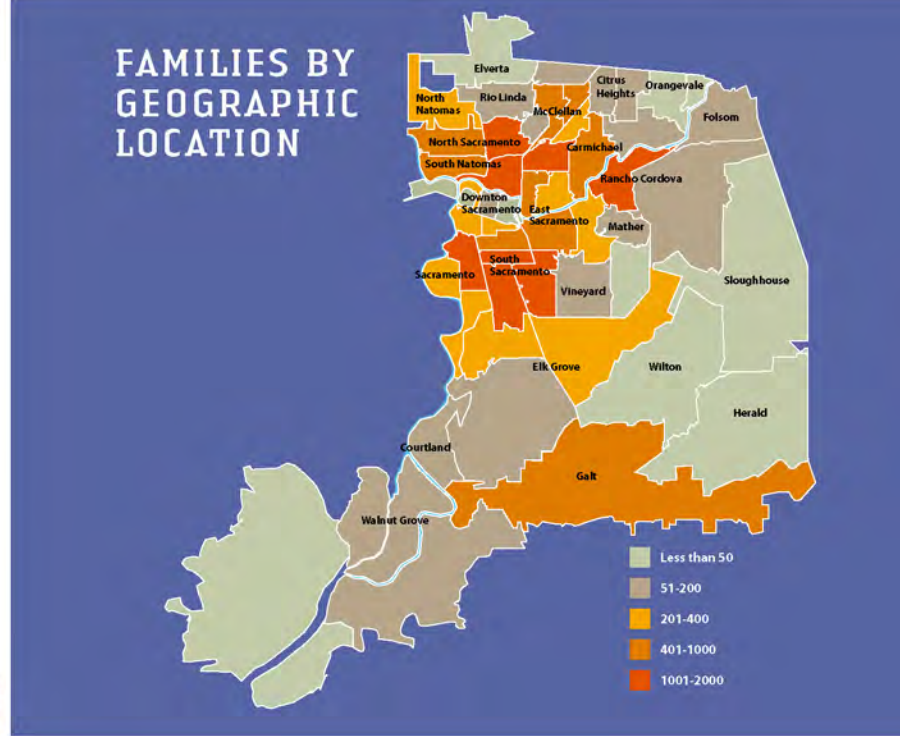 FAMILIES BY
GEOGRAPHIC
LOCATION
Elverta
Citrus
Heights
Orangevale
North
Natomas
Rio Linda
McClellan
Folsom
North Sacramento
Carmichael
South Natomas
Rancho Cordova
Downton
Sacramento
East
Sacramento
Mather
South
Sacramento
Sacramento
Vineyard
Sloughhouse
Elk Grove
Wilton
Herald
Courtland
Galt
Walnut Grove
Less than 50
51-200
201-400
401-1000
1001-2000